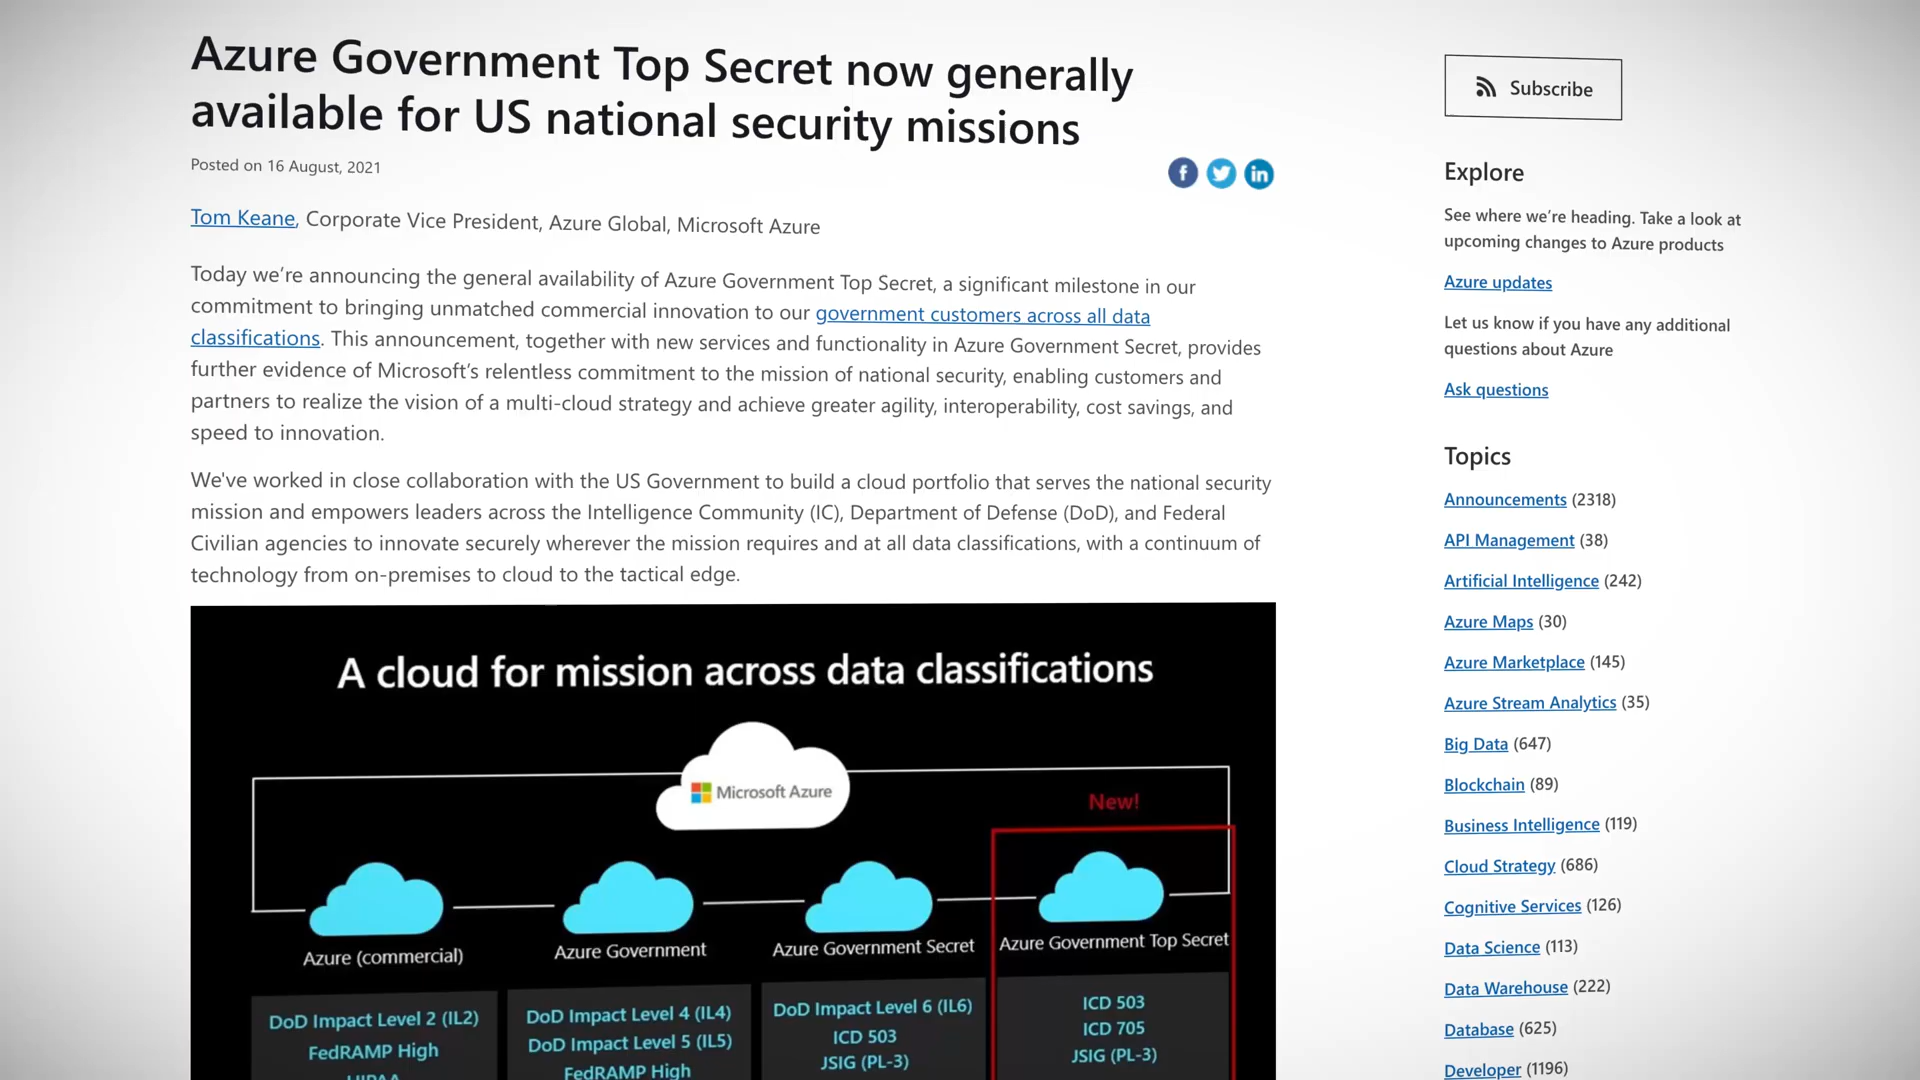 Azure Government Top Secret now generally
available for US national security missions
Posted on 16 August, 2021
Tom Keane, Corporate Vice President, Azure Global, Microsoft Azure
Today we’re announcing the general availability of Azure Government Top Secret, a significant milestone in our
commitment to bringing unmatched commercial innovation to our government customers across all data
classifications. This announcement, together with new services and functionality in Azure Government Secret, provides
further evidence of Microsoft’s relentless commitment to the mission of national security, enabling customers and
partners to realize the vision of a multi-cloud strategy and achieve greater agility, interoperability, cost savings, and
speed to innovation.
We've worked in close collaboration with the US Government to build a cloud portfolio that serves the national security
mission and empowers leaders across the Intelligence Community (IC), Department of Defense (DoD), and Federal
Civilian agencies to innovate securely wherever the mission requires and at all data classifications, with a continuum of
technology from on-premises to cloud to the tactical edge.
A cloud for mission across data classifications
Microsoft Azure
New!
Azure (commercial)
Azure Government
Azure Government Secret
Azure Government Top Secret
DoD Impact Level 2 (IL2)
FedRAMP High
HIPAA
DoD Impact Level 4 (IL4)
DoD Impact Level 5 (IL5)
FedRAMP High
DoD Impact Level 6 (IL6)
ICD 503
JSIG (PL-3)
ICD 503
ICD 705
JSIG (PL-3)
Subscribe
Explore
See where we’re heading. Take a look at
upcoming changes to Azure products
Azure updates
Let us know if you have any additional
questions about Azure
Ask questions
Topics
Announcements (2318)
API Management (38)
Artificial Intelligence (242)
Azure Maps (30)
Azure Marketplace (145)
Azure Stream Analytics (35)
Big Data (647)
Blockchain (89)
Business Intelligence (119)
Cloud Strategy (686)
Cognitive Services (126)
Data Science (113)
Data Warehouse (222)
Database (625)
Developer (1196)